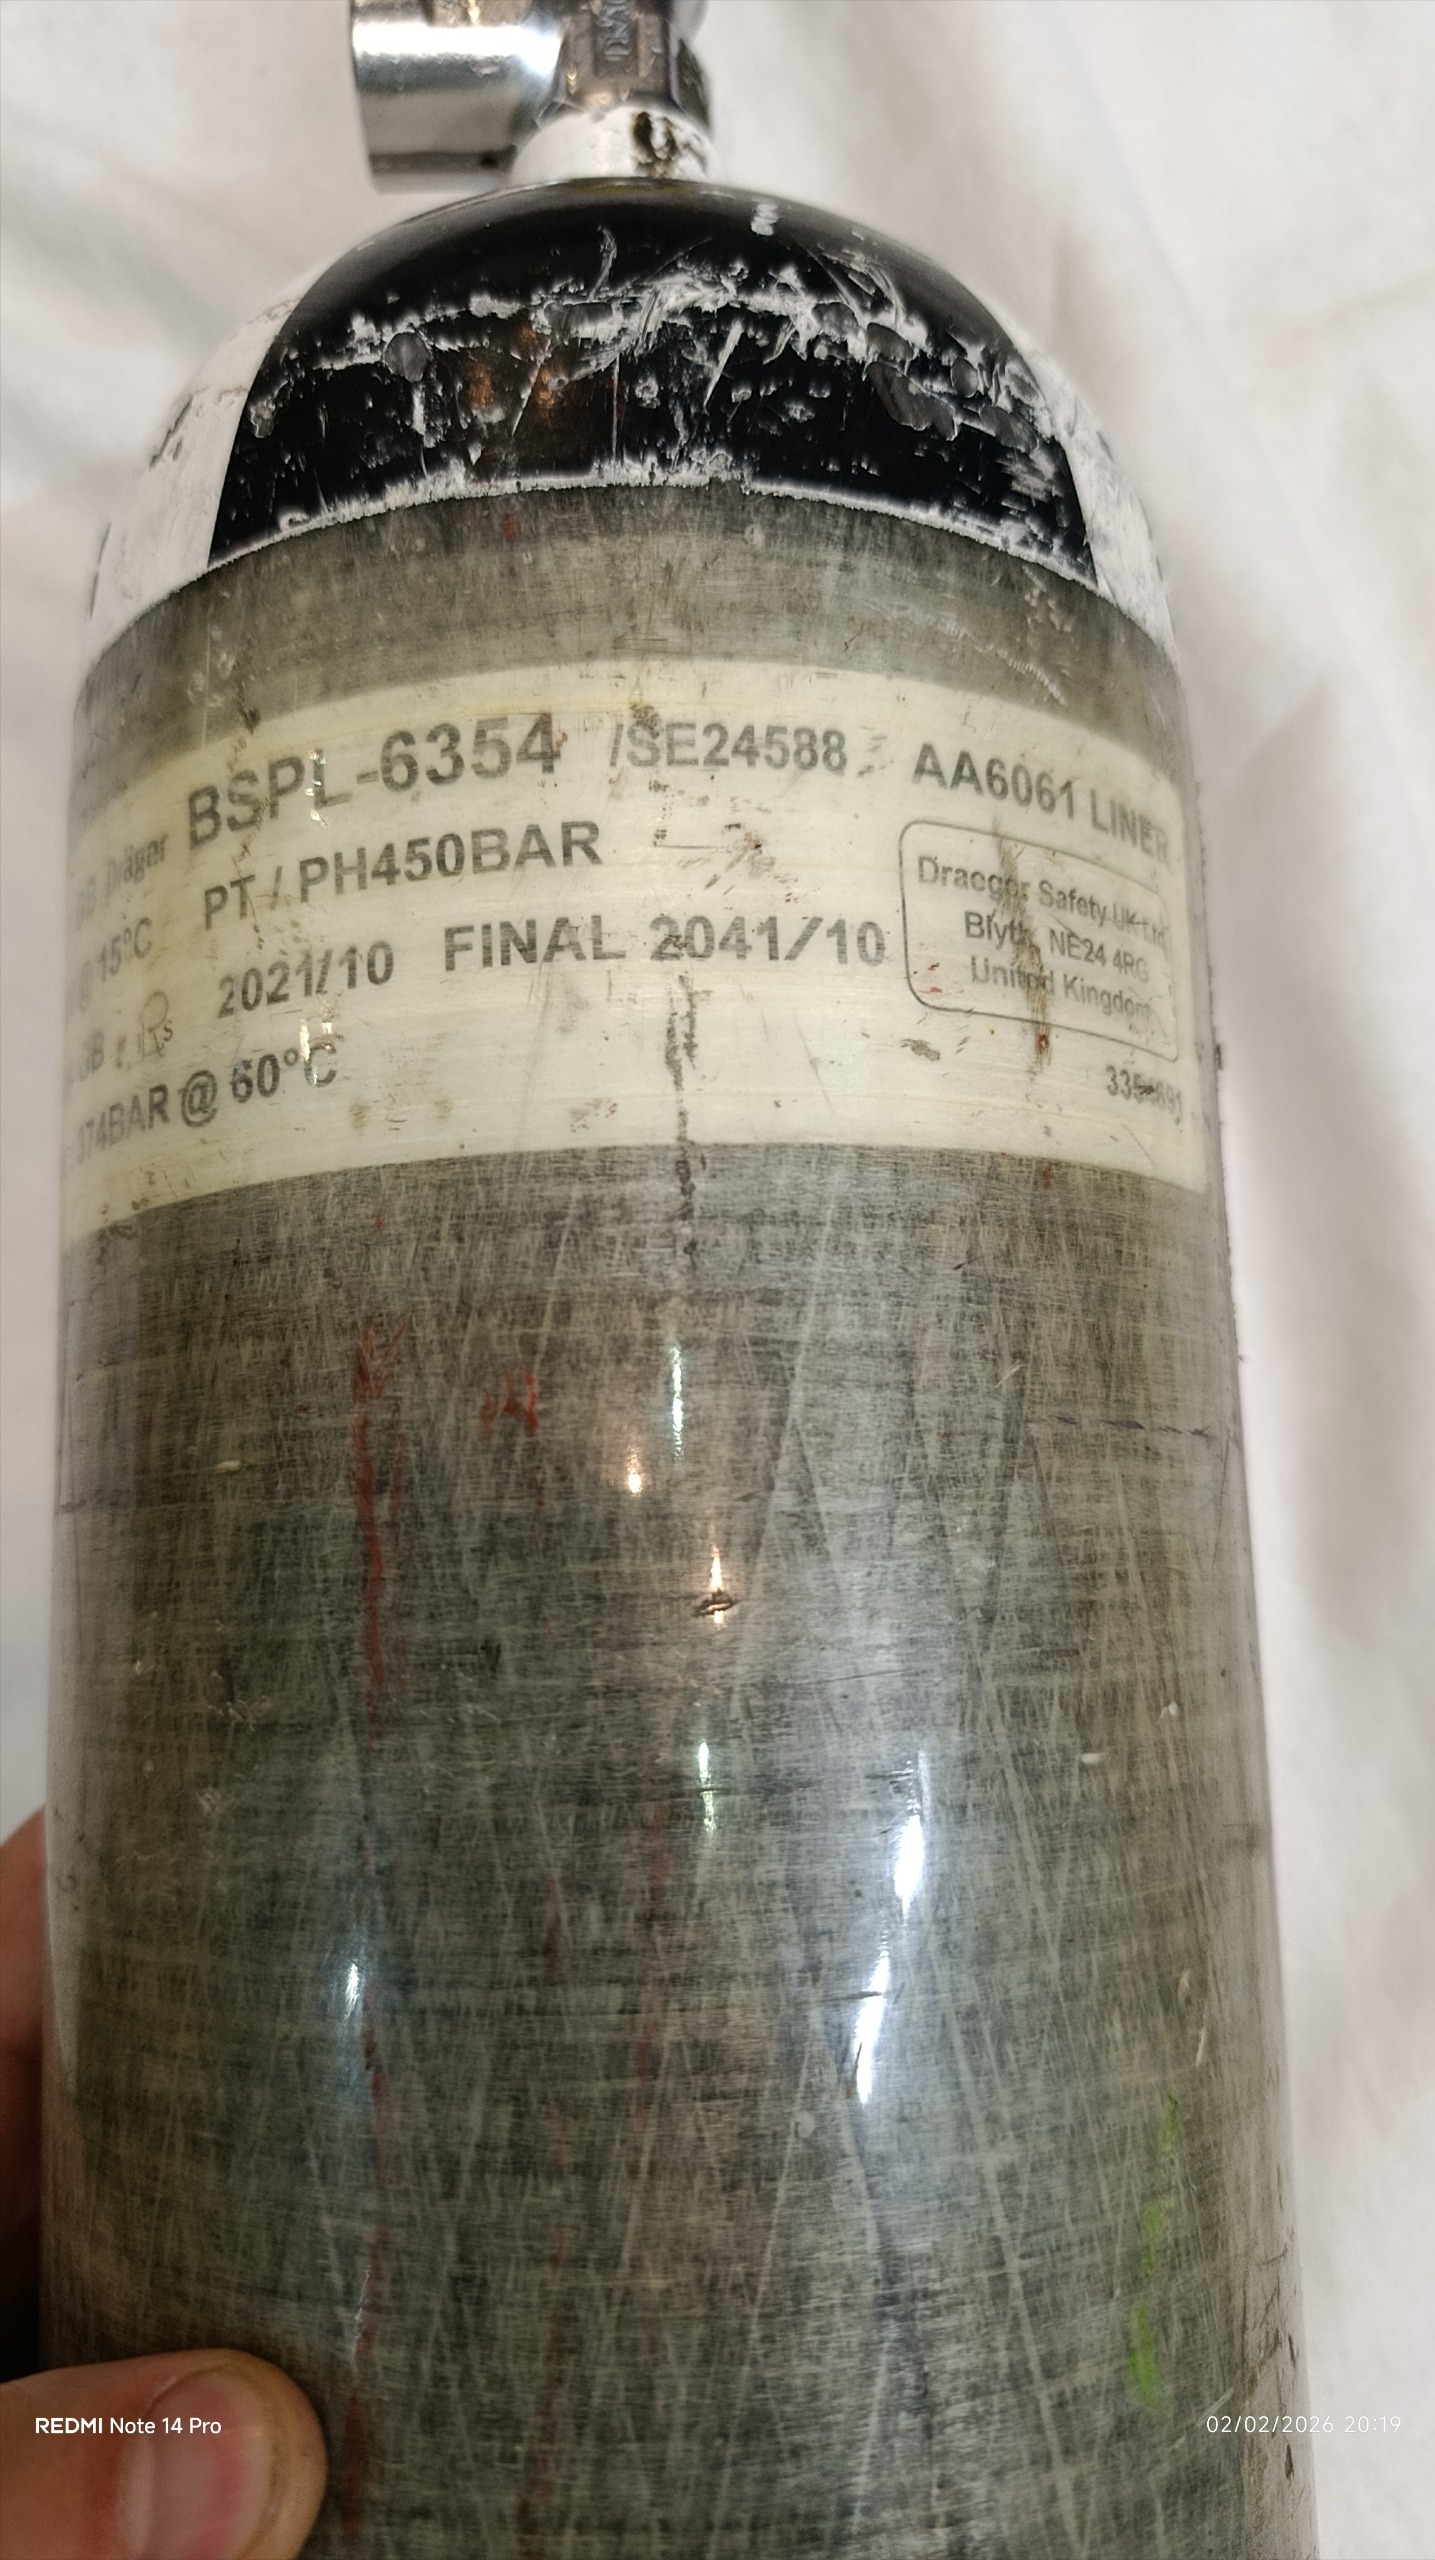 Dräger BSPL-6354 /SE24588 AA6061 LINER
@ 15°C PT / PH450BAR
2021/10 FINAL 2041/10
374BAR @ 60°C
Draeger Safety UK Ltd
Blyth NE24 4RG
United Kingdom
REDMI Note 14 Pro
02/02/2026 20:19